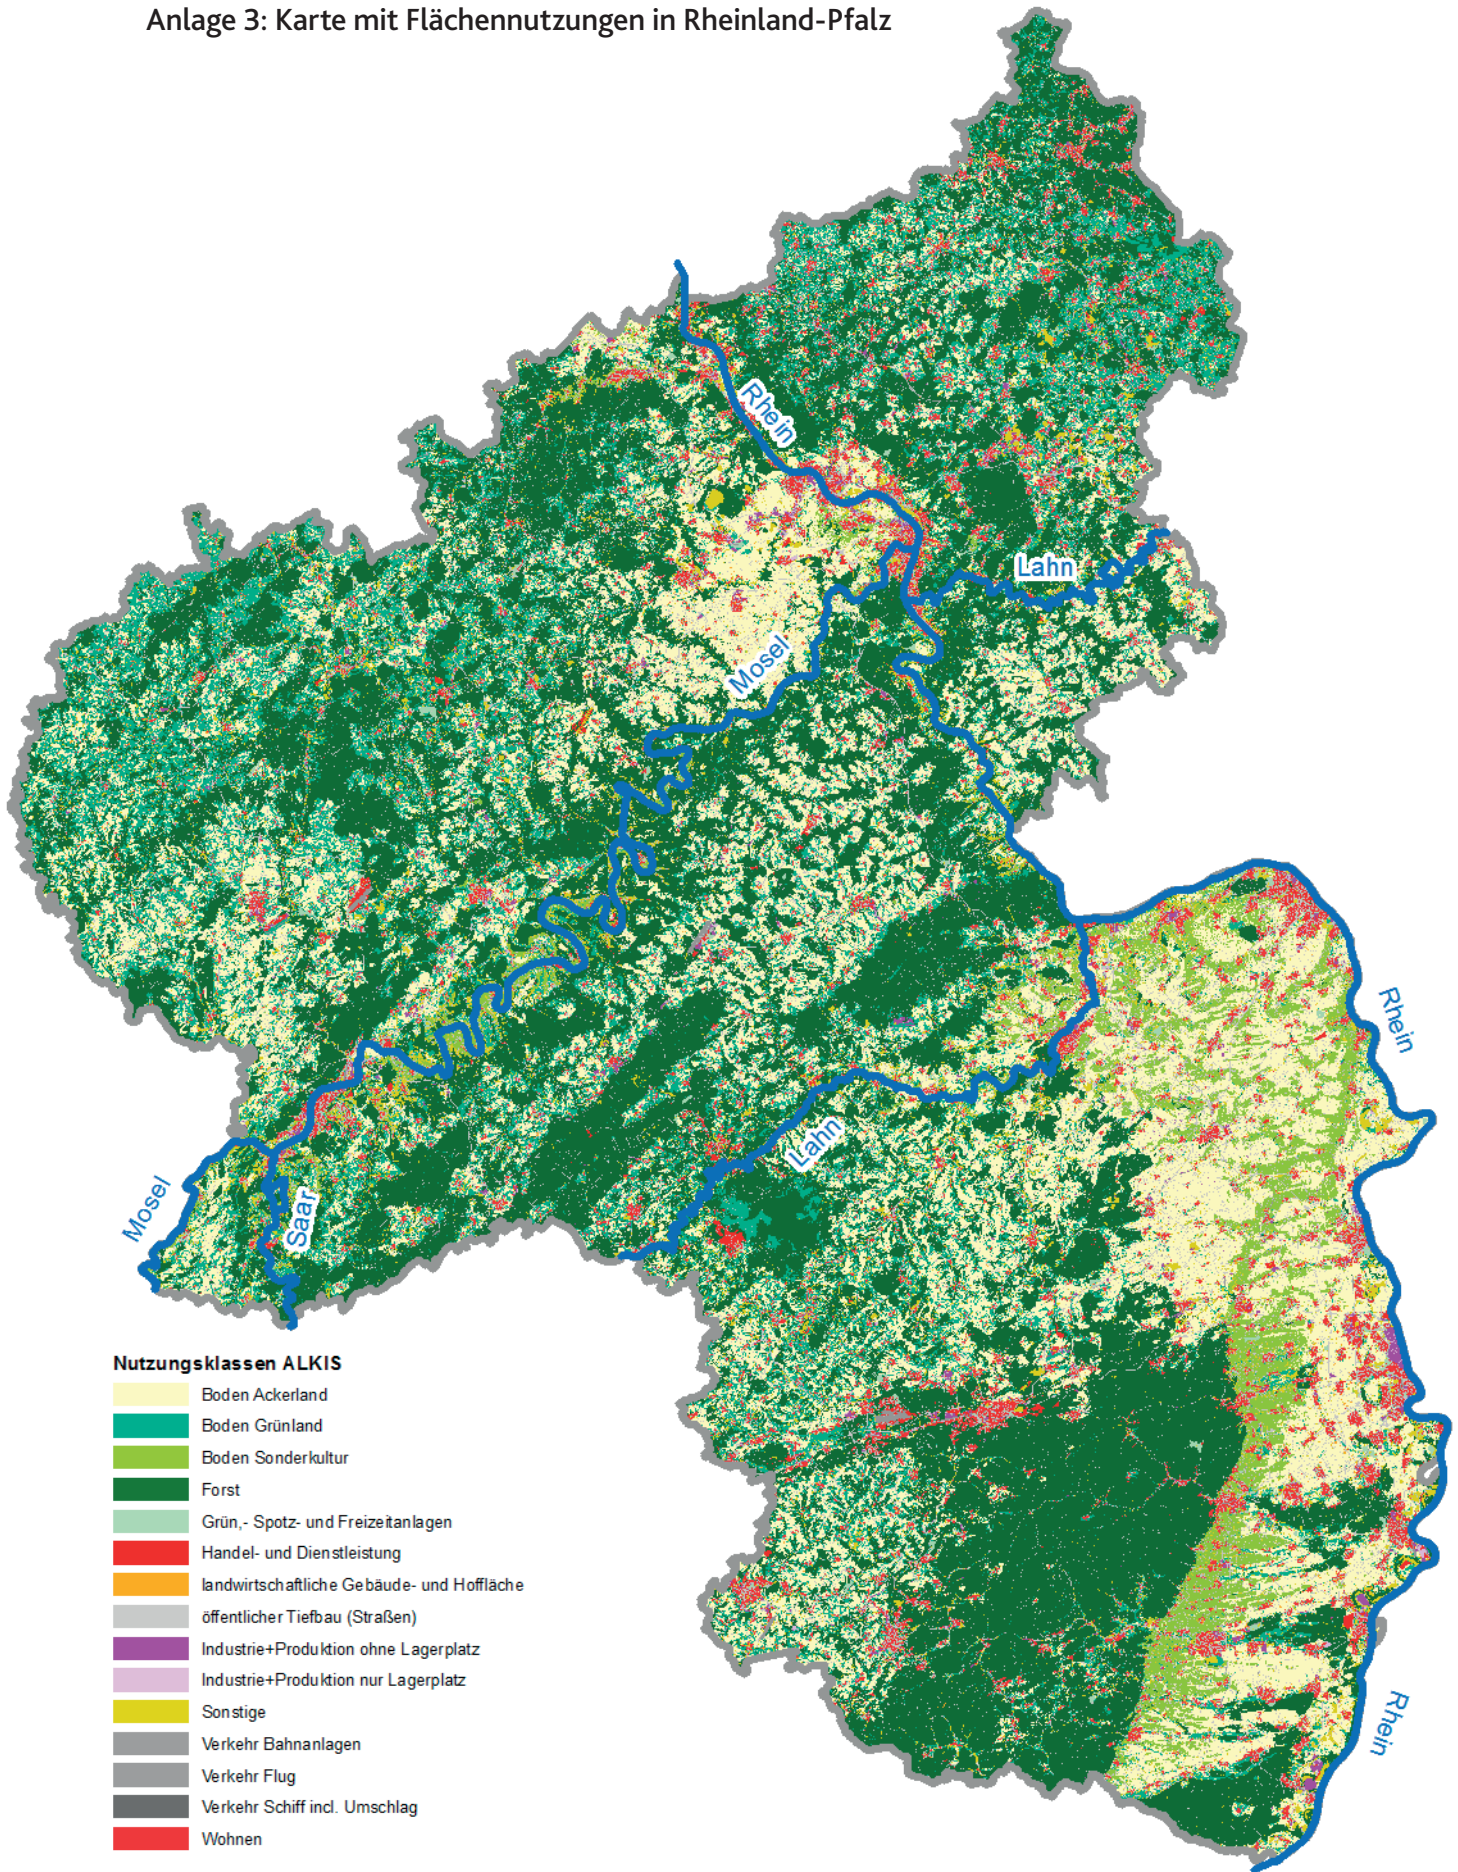 Anlage 3: Karte mit Flächennutzungen in Rheinland-Pfalz
Rhein
Lahn
Mosel
Rhein
Lahn
Mosel
Saar
Nutzungsklassen ALKIS
Boden Ackerland
Boden Grünland
Boden Sonderkultur
Forst
Grün,- Spotz- und Freizeitanlagen
Handel- und Dienstleistung
landwirtschaftliche Gebäude- und Hoffläche
öffentlicher Tiefbau (Straßen)
Industrie+Produktion ohne Lagerplatz
Industrie+Produktion nur Lagerplatz
Sonstige
Verkehr Bahnanlagen
Verkehr Flug
Verkehr Schiff incl. Umschlag
Wohnen
Rhein